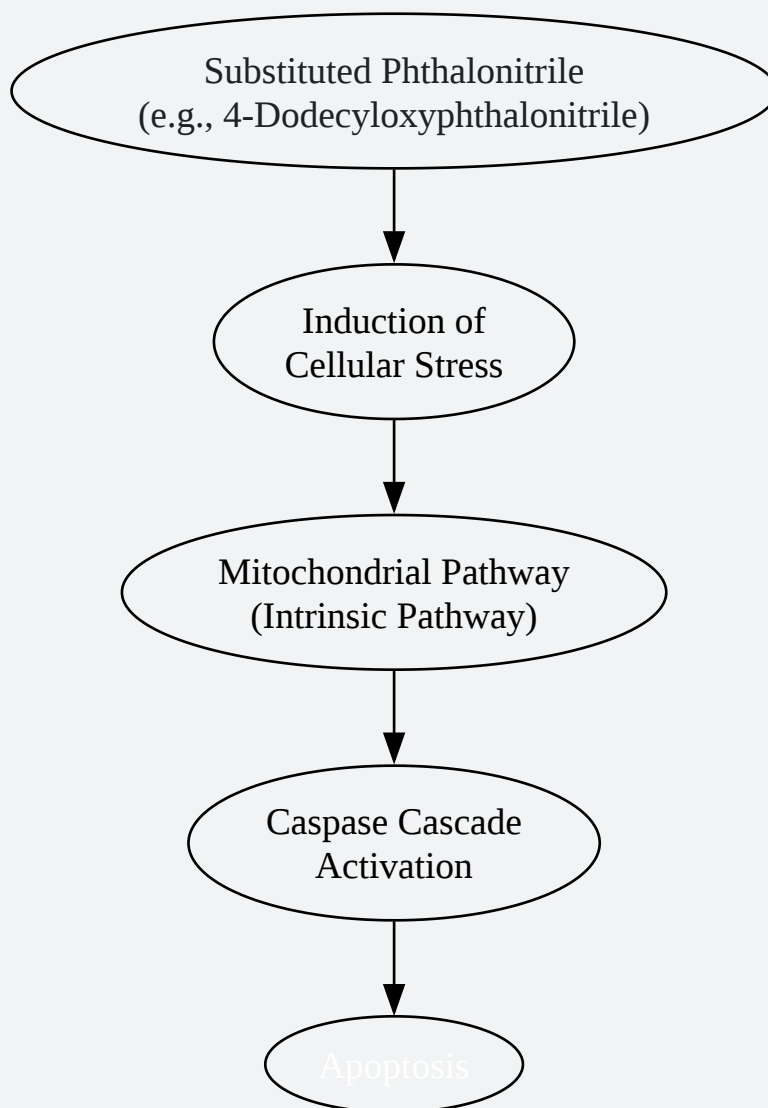 Substituted Phthalonitrile
(e.g., 4-Dodecyloxyphthalonitrile)
Induction of
Cellular Stress
Mitochondrial Pathway
(Intrinsic Pathway)
Caspase Cascade
Activation
Apoptosis